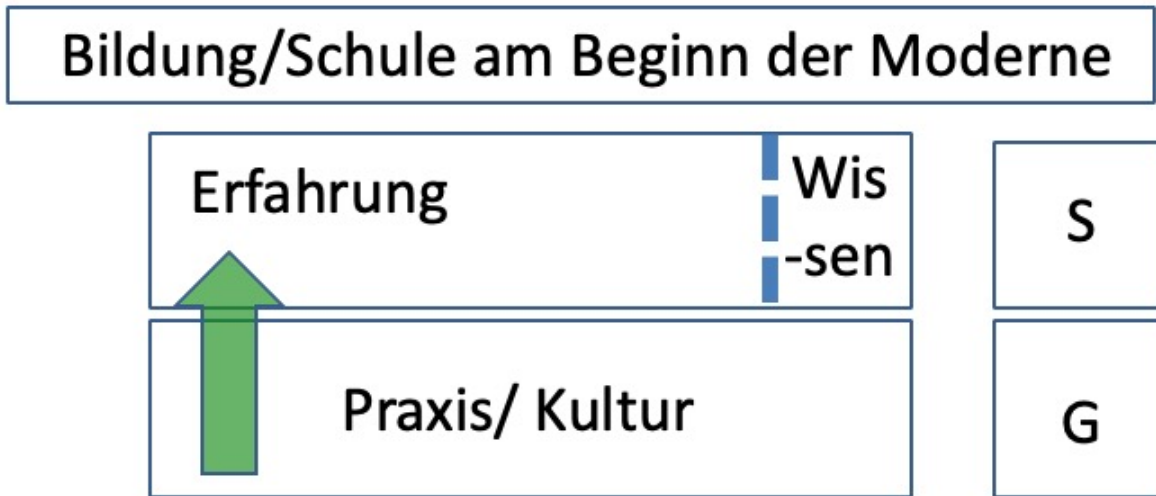 Bildung/Schule am Beginn der Moderne
Erfahrung
Wis
-sen
S
Praxis/ Kultur
G